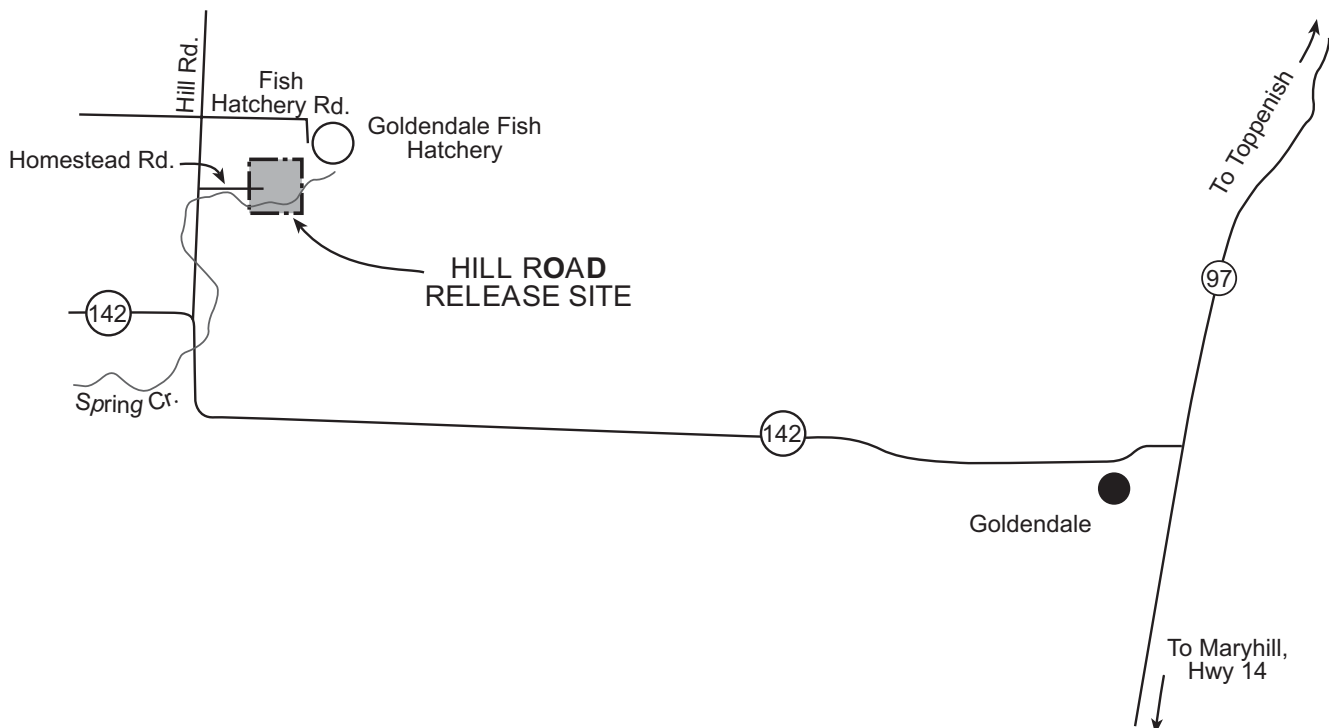 Hill Rd.
Fish
Hatchery Rd.
Goldendale Fish
Hatchery
Homestead Rd.
To Toppenish
HILL ROAD
RELEASE SITE
97
142
Spring Cr.
142
Goldendale
To Maryhill,
Hwy 14